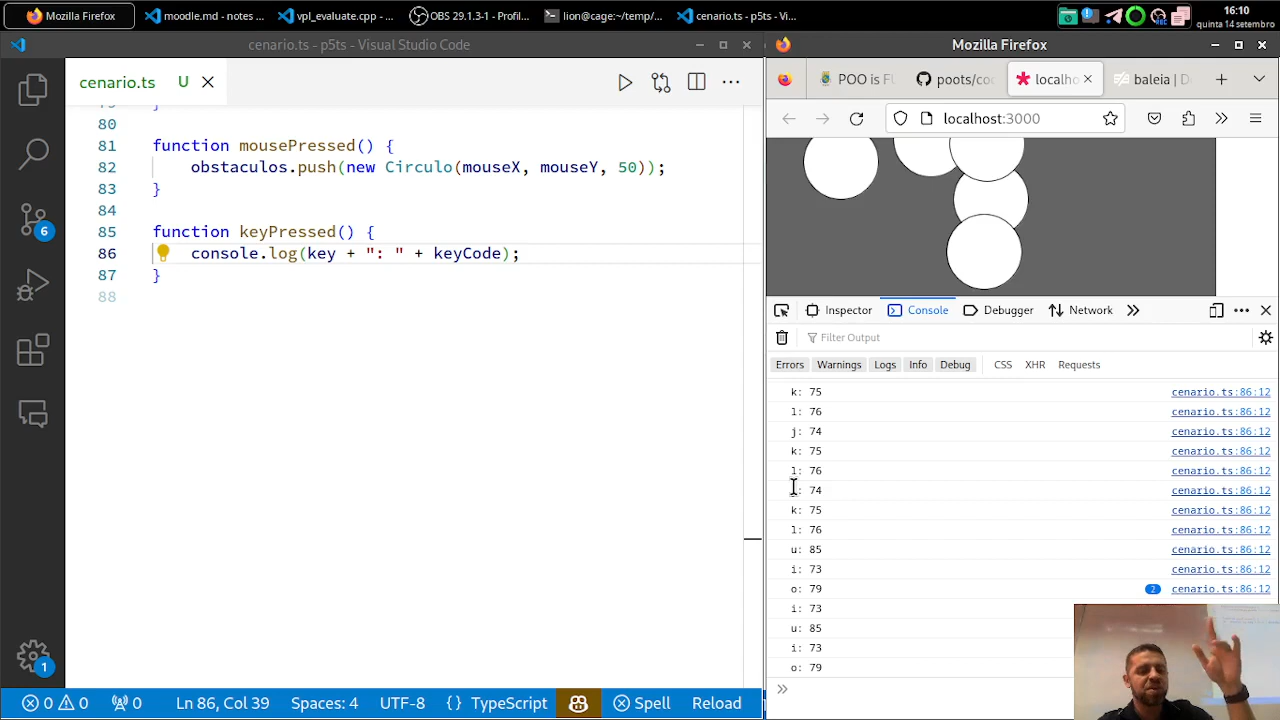 Mozilla Firefox
moodle.md - notes ...
vpl_evaluate.cpp - ...
OBS 29.1.3-1 - Profil...
lion@cage:~/temp/...
cenario.ts - p5ts - Vi...
16:10
quinta 14 setembro
cenario.ts - p5ts - Visual Studio Code
Mozilla Firefox
cenario.ts U
POO is FU
poots/co
localho
baleia | D
localhost:3000
80
81 function mousePressed() {
82 obstaculos.push(new Circulo(mouseX, mouseY, 50));
83 }
84
85 function keyPressed() {
86 console.log(key + ": " + keyCode);
87 }
88
6
1
Inspector Console Debugger Network
Filter Output
Errors Warnings Logs Info Debug CSS XHR Requests
k: 75 cenario.ts:86:12
l: 76 cenario.ts:86:12
j: 74 cenario.ts:86:12
k: 75 cenario.ts:86:12
l: 76 cenario.ts:86:12
: 74 cenario.ts:86:12
k: 75 cenario.ts:86:12
l: 76 cenario.ts:86:12
u: 85 cenario.ts:86:12
i: 73 cenario.ts:86:12
o: 79 2 cenario.ts:86:12
i: 73
u: 85
i: 73
o: 79
0 0 0 Ln 86, Col 39 Spaces: 4 UTF-8 {} TypeScript Spell Reload